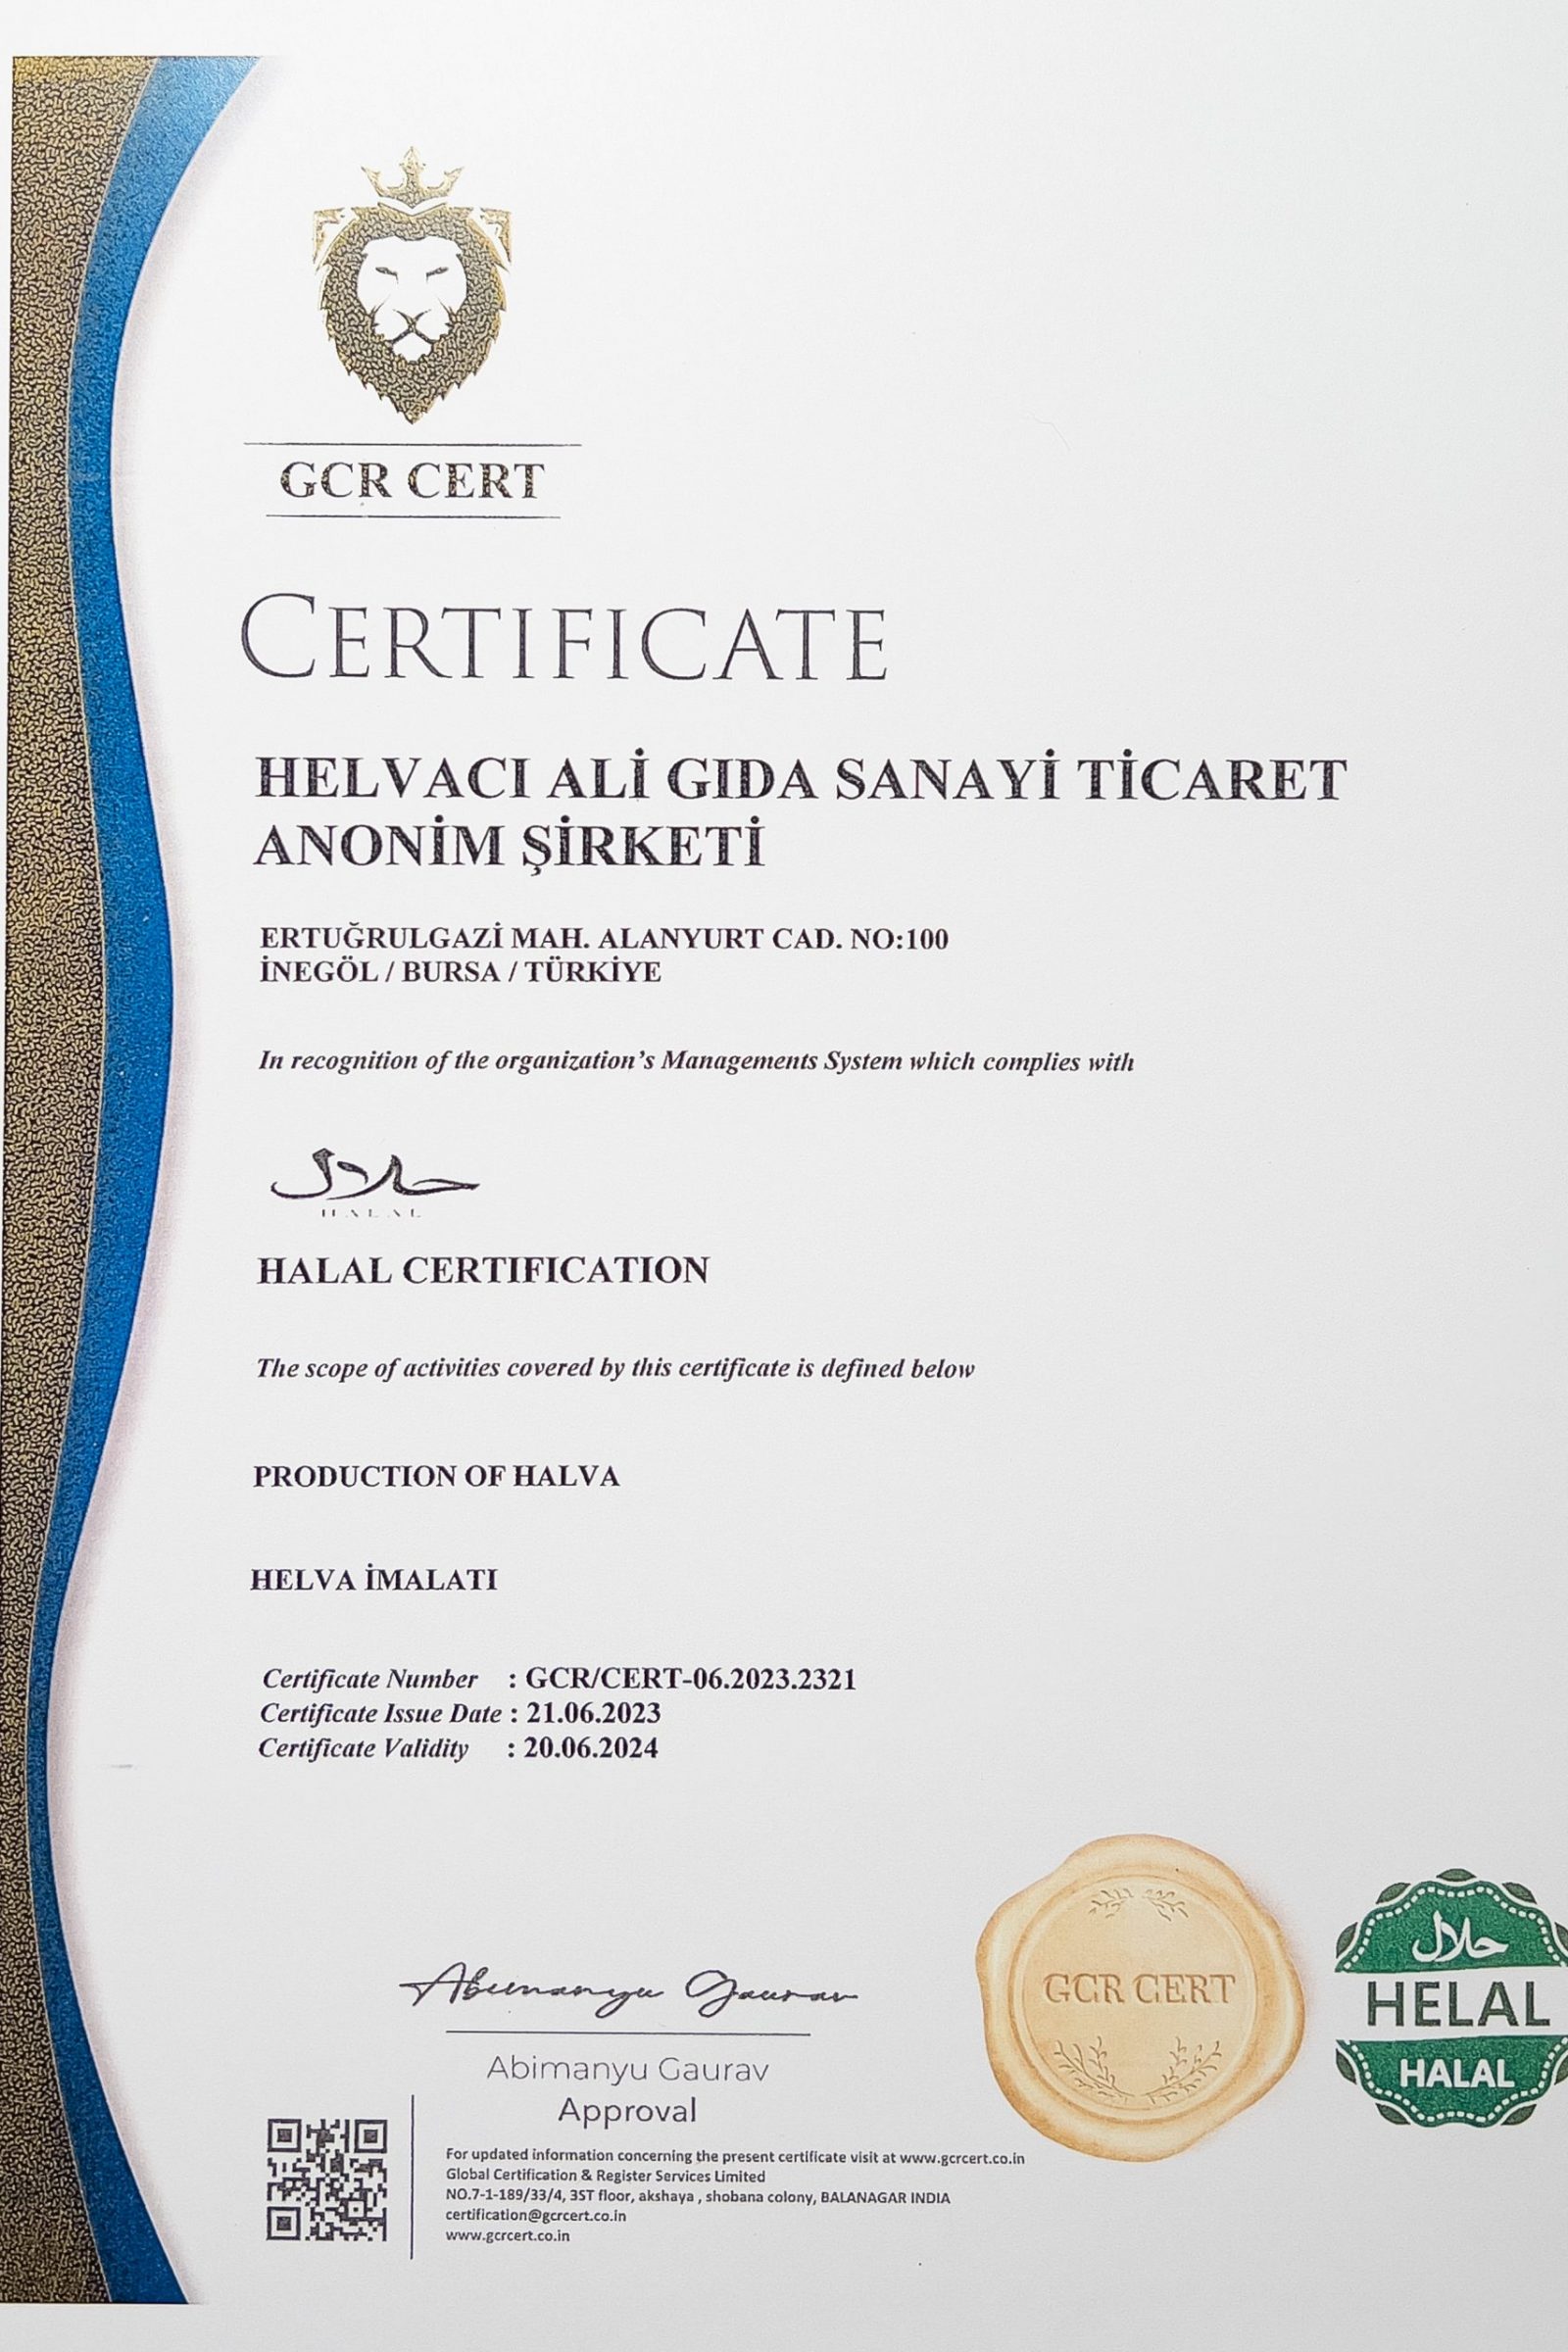 GCR CERT
CERTIFICATE
HELVACI ALİ GIDA SANAYİ TİCARET
ANONİM ŞİRKETİ
ERTUĞRULGAZİ MAH. ALANYURT CAD. NO:100
İNEGÖL / BURSA / TÜRKİYE
In recognition of the organization’s Managements System which complies with
حلال
HALAL
HALAL CERTIFICATION
The scope of activities covered by this certificate is defined below
PRODUCTION OF HALVA
HELVA İMALATI
Certificate Number : GCR/CERT-06.2023.2321
Certificate Issue Date : 21.06.2023
Certificate Validity : 20.06.2024
Abimanyu Gaurav
Abimanyu Gaurav
Approval
For updated information concerning the present certificate visit at www.gcrcert.co.in
Global Certification & Register Services Limited
NO.7-1-189/33/4, 3ST floor, akshaya , shobana colony, BALANAGAR INDIA
certification@gcrcert.co.in
www.gcrcert.co.in
GCR CERT
حلال
HELAL
HALAL